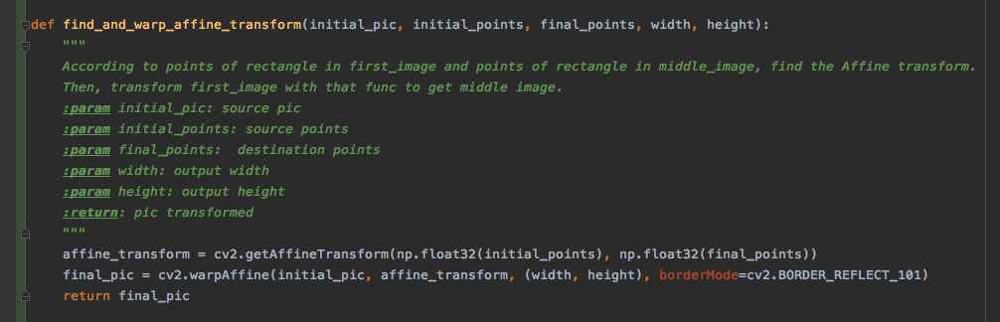 def find_and_warp_affine_transform(initial_pic, initial_points, final_points, width, height):
    """
    According to points of rectangle in first_image and points of rectangle in middle_image, find the Affine transform.
    Then, transform first_image with that func to get middle image.
    :param initial_pic: source pic
    :param initial_points: source points
    :param final_points:  destination points
    :param width: output width
    :param height: output height
    :return: pic transformed
    """
    affine_transform = cv2.getAffineTransform(np.float32(initial_points), np.float32(final_points))
    final_pic = cv2.warpAffine(initial_pic, affine_transform, (width, height), borderMode=cv2.BORDER_REFLECT_101)
    return final_pic